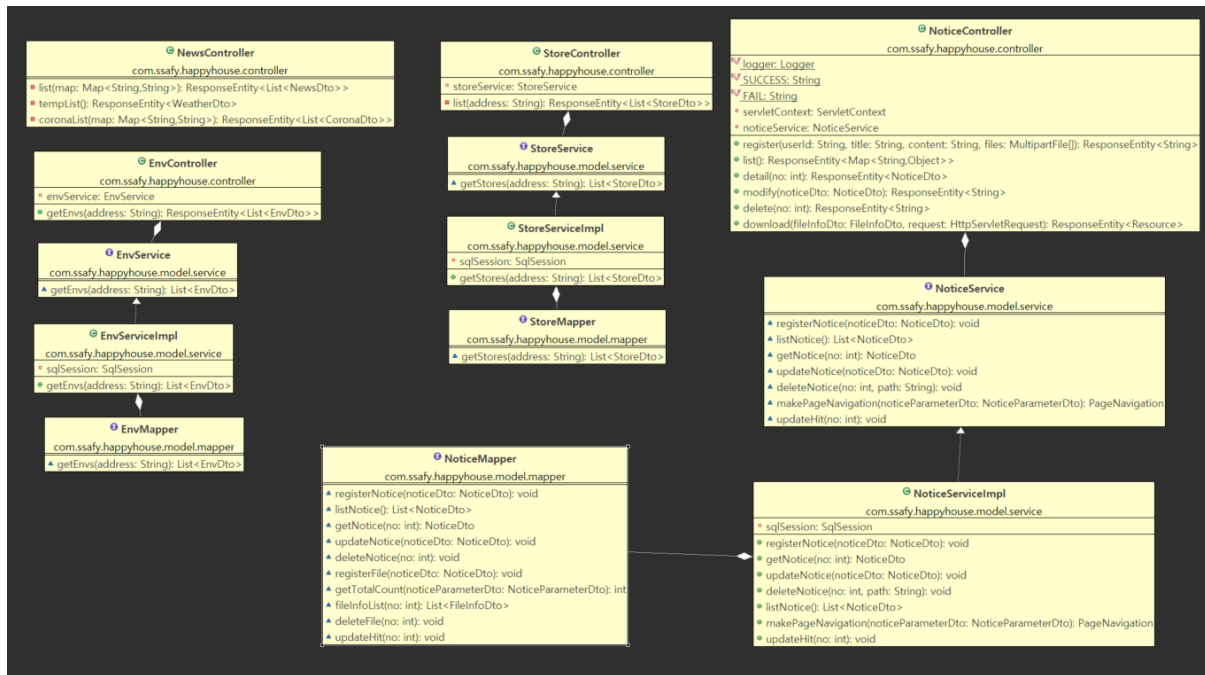 NewsController
com.ssafy.happyhouse.controller
list(map: Map<String,String>): ResponseEntity<List<NewsDto>>
tempList(): ResponseEntity<WeatherDto>
coronaList(map: Map<String,String>): ResponseEntity<List<CoronaDto>>
EnvController
com.ssafy.happyhouse.controller
envService: EnvService
getEnvs(address: String): ResponseEntity<List<EnvDto>>
EnvService
com.ssafy.happyhouse.model.service
getEnvs(address: String): List<EnvDto>
EnvServiceImpl
com.ssafy.happyhouse.model.service
sqlSession: SqlSession
getEnvs(address: String): List<EnvDto>
EnvMapper
com.ssafy.happyhouse.model.mapper
getEnvs(address: String): List<EnvDto>
StoreController
com.ssafy.happyhouse.controller
storeService: StoreService
list(address: String): ResponseEntity<List<StoreDto>>
StoreService
com.ssafy.happyhouse.model.service
getStores(address: String): List<StoreDto>
StoreServiceImpl
com.ssafy.happyhouse.model.service
sqlSession: SqlSession
getStores(address: String): List<StoreDto>
StoreMapper
com.ssafy.happyhouse.model.mapper
getStores(address: String): List<StoreDto>
NoticeController
com.ssafy.happyhouse.controller
logger: Logger
SUCCESS: String
FAIL: String
servletContext: ServletContext
noticeService: NoticeService
register(userId: String, title: String, content: String, files: MultipartFile[]): ResponseEntity<String>
list(): ResponseEntity<Map<String,Object>>
detail(no: int): ResponseEntity<NoticeDto>
modify(noticeDto: NoticeDto): ResponseEntity<String>
delete(no: int): ResponseEntity<String>
download(fileInfoDto: FileInfoDto, request: HttpServletRequest): ResponseEntity<Resource>
NoticeService
com.ssafy.happyhouse.model.service
registerNotice(noticeDto: NoticeDto): void
listNotice(): List<NoticeDto>
getNotice(no: int): NoticeDto
updateNotice(noticeDto: NoticeDto): void
deleteNotice(no: int, path: String): void
makePageNavigation(noticeParameterDto: NoticeParameterDto): PageNavigation
updateHit(no: int): void
NoticeMapper
com.ssafy.happyhouse.model.mapper
registerNotice(noticeDto: NoticeDto): void
listNotice(): List<NoticeDto>
getNotice(no: int): NoticeDto
updateNotice(noticeDto: NoticeDto): void
deleteNotice(no: int): void
registerFile(noticeDto: NoticeDto): void
getTotalCount(noticeParameterDto: NoticeParameterDto): int
fileInfoList(no: int): List<FileInfoDto>
deleteFile(no: int): void
updateHit(no: int): void
NoticeServiceImpl
com.ssafy.happyhouse.model.service
sqlSession: SqlSession
registerNotice(noticeDto: NoticeDto): void
getNotice(no: int): NoticeDto
updateNotice(noticeDto: NoticeDto): void
deleteNotice(no: int, path: String): void
listNotice(): List<NoticeDto>
makePageNavigation(noticeParameterDto: NoticeParameterDto): PageNavigation
updateHit(no: int): void